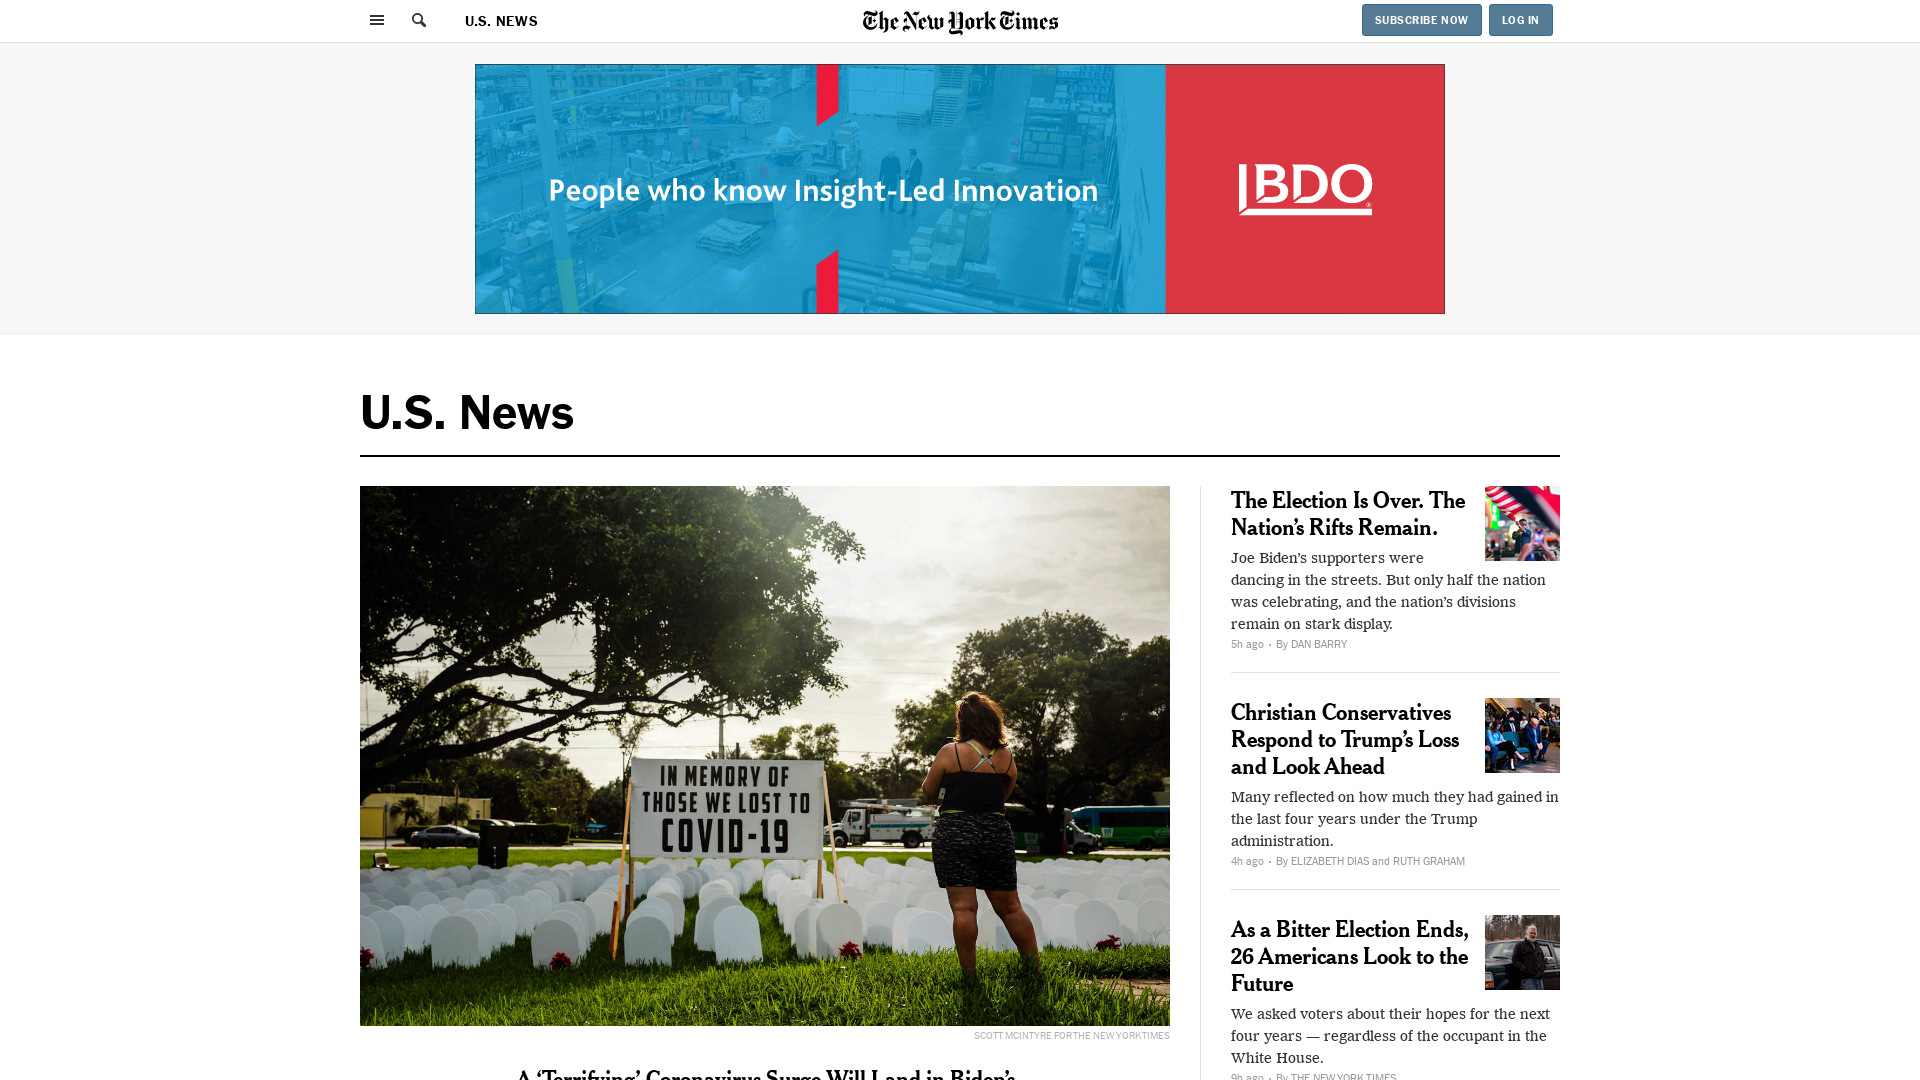 U.S. NEWS
The New York Times
SUBSCRIBE NOW
LOG IN
People who know Insight-Led Innovation
BDO
U.S. News
IN MEMORY OF
THOSE WE LOST TO
COVID-19
SCOTT MCINTYRE FOR THE NEW YORK TIMES
A ‘Terrifying’ Coronavirus Surge Will Land in Biden’s
The Election Is Over. The
Nation’s Rifts Remain.
Joe Biden’s supporters were
dancing in the streets. But only half the nation
was celebrating, and the nation’s divisions
remain on stark display.
5h ago · By DAN BARRY
Christian Conservatives
Respond to Trump’s Loss
and Look Ahead
Many reflected on how much they had gained in
the last four years under the Trump
administration.
4h ago · By ELIZABETH DIAS and RUTH GRAHAM
As a Bitter Election Ends,
26 Americans Look to the
Future
We asked voters about their hopes for the next
four years — regardless of the occupant in the
White House.
9h ago · By THE NEW YORK TIMES